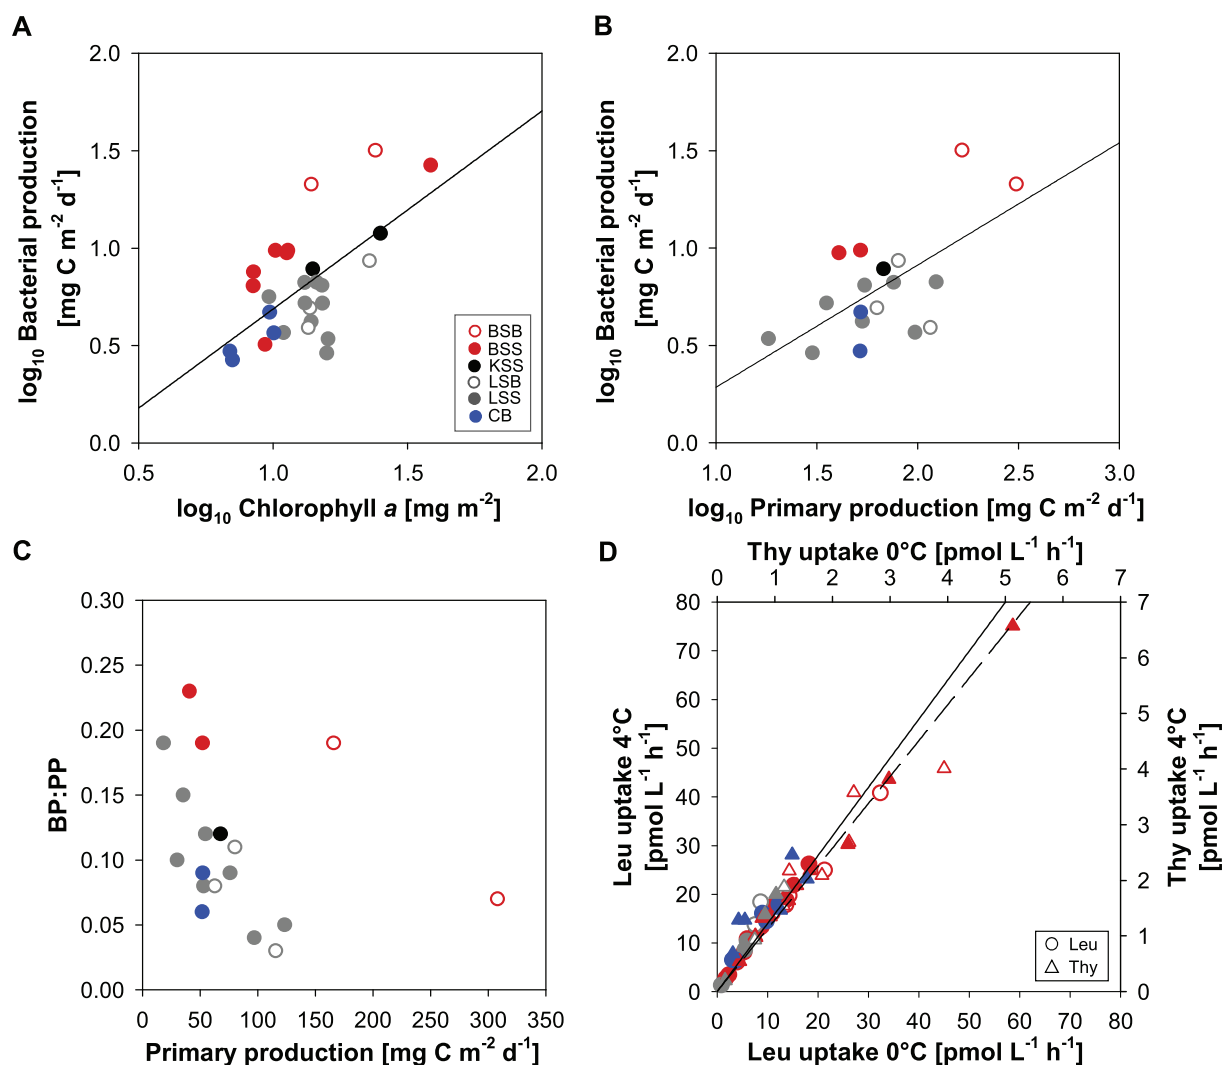 A
log10 Bacterial production
[mg C m-2 d-1]
2.0
1.5
1.0
0.5
0.0
0.5 1.0 1.5 2.0
log10 Chlorophyll a [mg m-2]
BSB
BSS
KSS
LSB
LSS
CB
B
log10 Bacterial production
[mg C m-2 d-1]
2.0
1.5
1.0
0.5
0.0
1.0 1.5 2.0 2.5 3.0
log10 Primary production [mg C m-2 d-1]
C
BP:PP
0.30
0.25
0.20
0.15
0.10
0.05
0.00
0 50 100 150 200 250 300 350
Primary production [mg C m-2 d-1]
D
Thy uptake 0°C [pmol L-1 h-1]
0 1 2 3 4 5 6 7
Leu uptake 4°C
[pmol L-1 h-1]
80
70
60
50
40
30
20
10
0
7
6
5
4
3
2
1
0
Thy uptake 4°C
[pmol L-1 h-1]
Leu
Thy
0 10 20 30 40 50 60 70 80
Leu uptake 0°C [pmol L-1 h-1]